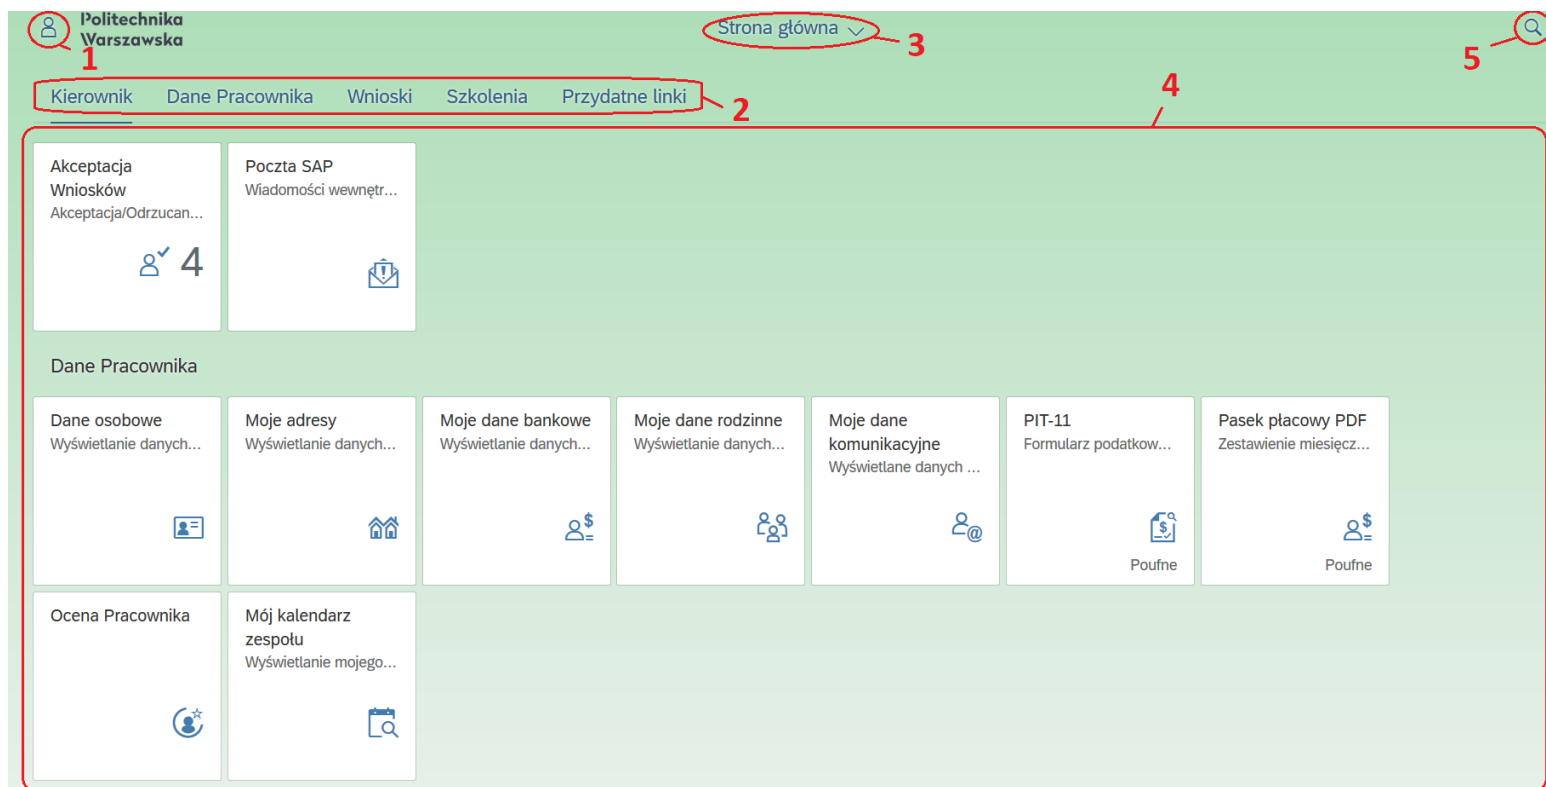 Politechnika
Warszawska
1
Strona główna
3
5
Kierownik Dane Pracownika Wnioski Szkolenia Przydatne linki
2
4
Akceptacja
Wniosków
Akceptacja/Odrzucan...
4
Poczta SAP
Wiadomości wewnętr...
Dane Pracownika
Dane osobowe
Wyświetlanie danych...
Moje adresy
Wyświetlanie danych...
Moje dane bankowe
Wyświetlanie danych...
Moje dane rodzinne
Wyświetlanie danych...
Moje dane
komunikacyjne
Wyświetlane danych ...
PIT-11
Formularz podatkow...
Poufne
Pasek płacowy PDF
Zestawienie miesięcz...
Poufne
Ocena Pracownika
Mój kalendarz
zespołu
Wyświetlanie mojego...